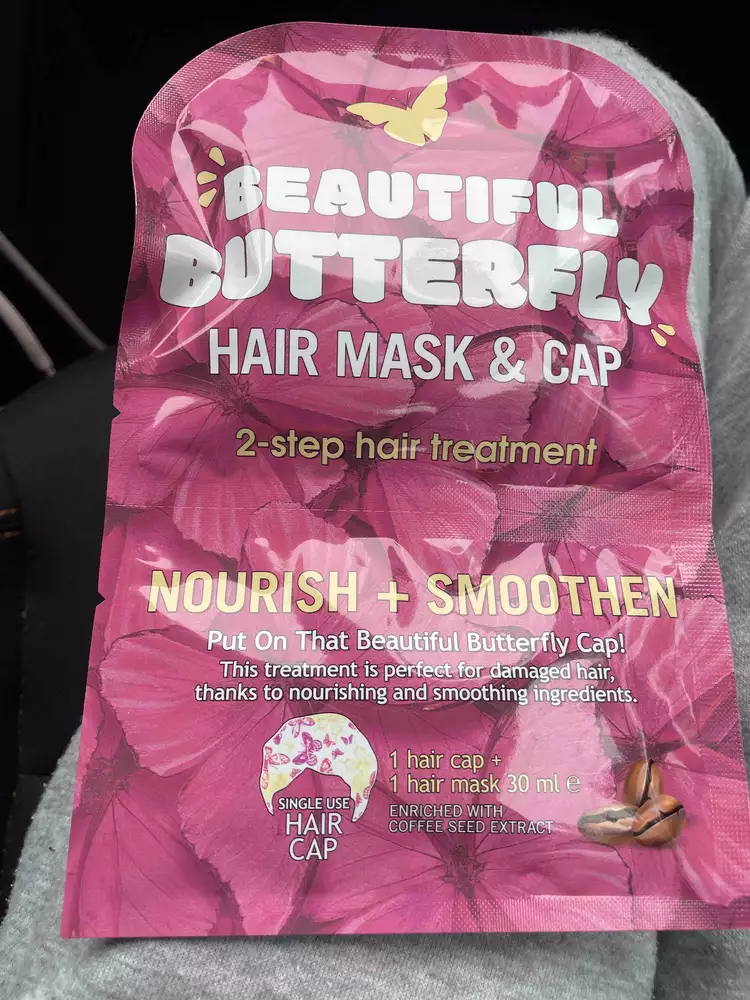 BEAUTIFUL
BUTTERFLY
HAIR MASK & CAP
2-step hair treatment
NOURISH + SMOOTHEN
Put On That Beautiful Butterfly Cap!
This treatment is perfect for damaged hair,
thanks to nourishing and smoothing ingredients.
1 hair cap +
1 hair mask 30 ml ℮
ENRICHED WITH
COFFEE SEED EXTRACT
SINGLE USE
HAIR
CAP